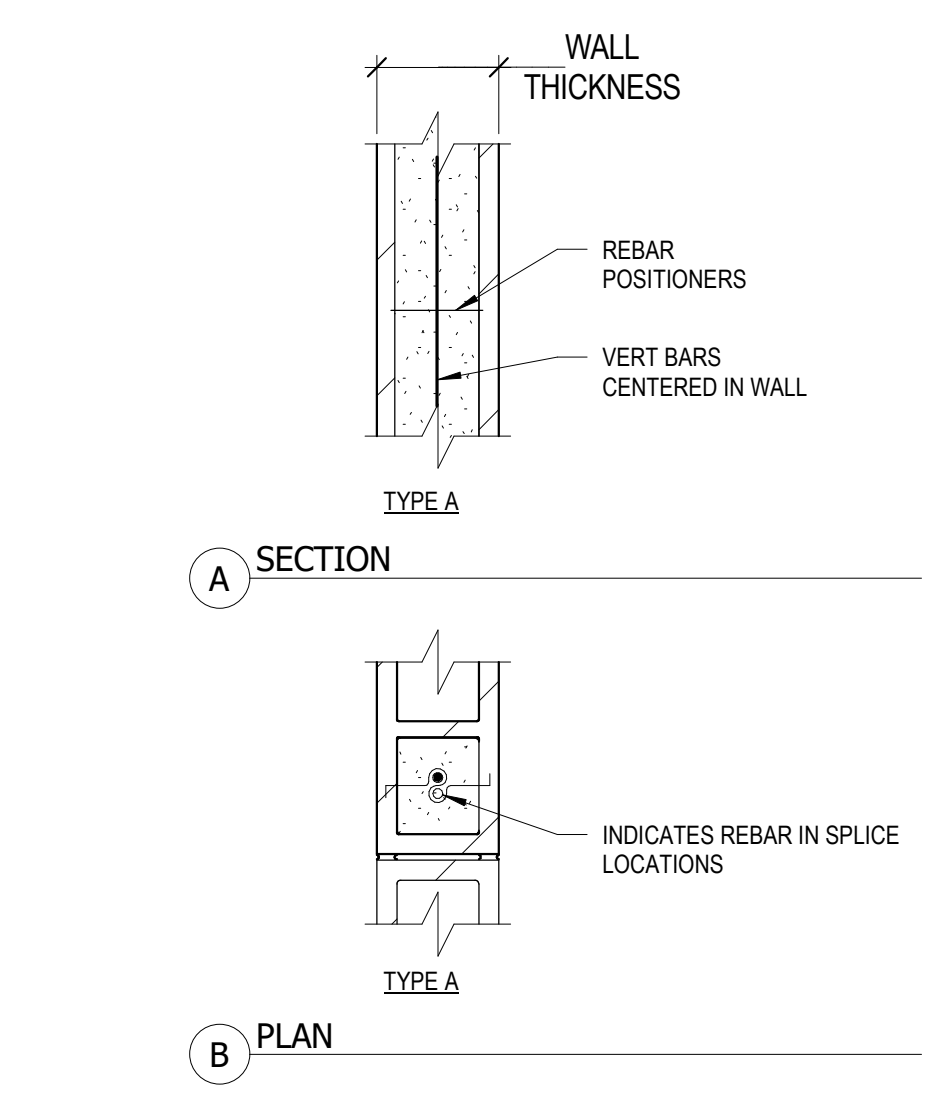 WALL
THICKNESS
REBAR
POSITIONERS
VERT BARS
CENTERED IN WALL
TYPE A
A
SECTION
INDICATES REBAR IN SPLICE
LOCATIONS
TYPE A
B
PLAN